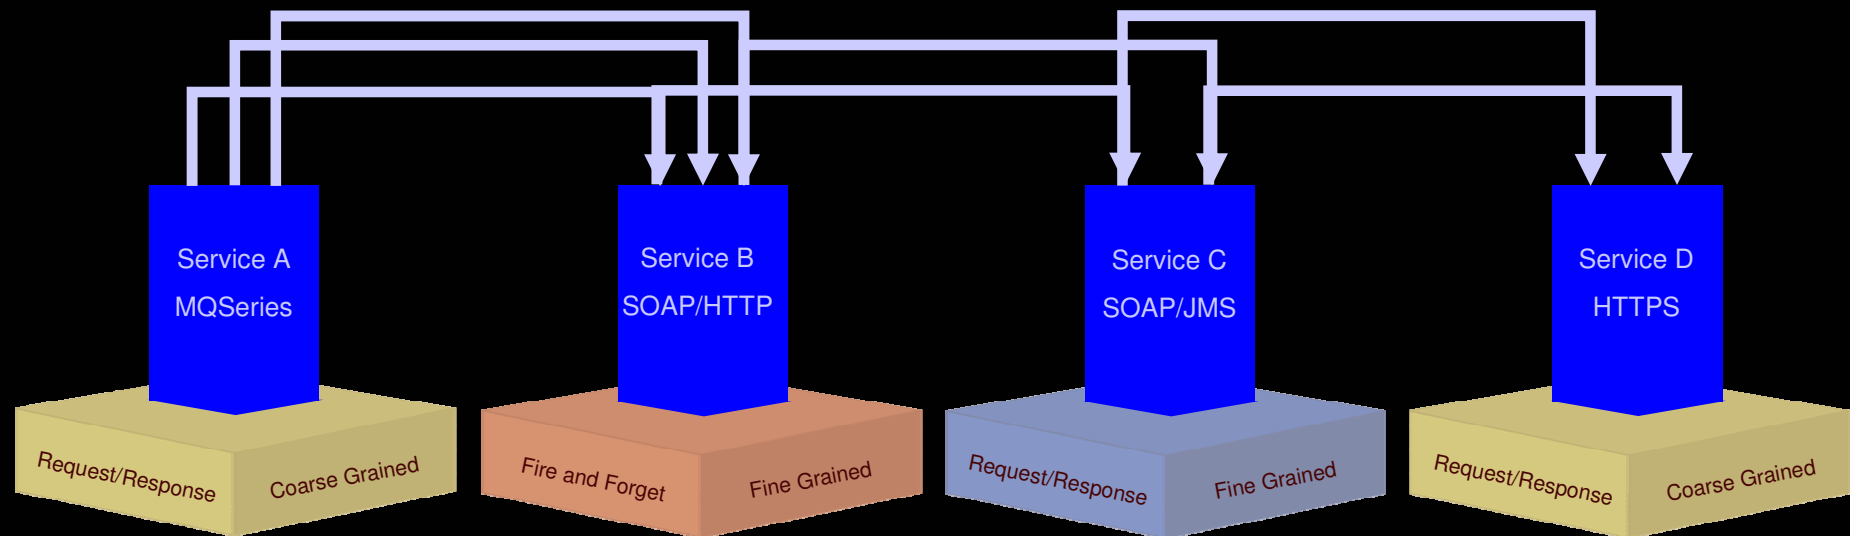 Service A
MQSeries
Service B
SOAP/HTTP
Service C
SOAP/JMS
Service D
HTTPS
Request/Response
Coarse Grained
Fire and Forget
Fine Grained
Request/Response
Fine Grained
Request/Response
Coarse Grained